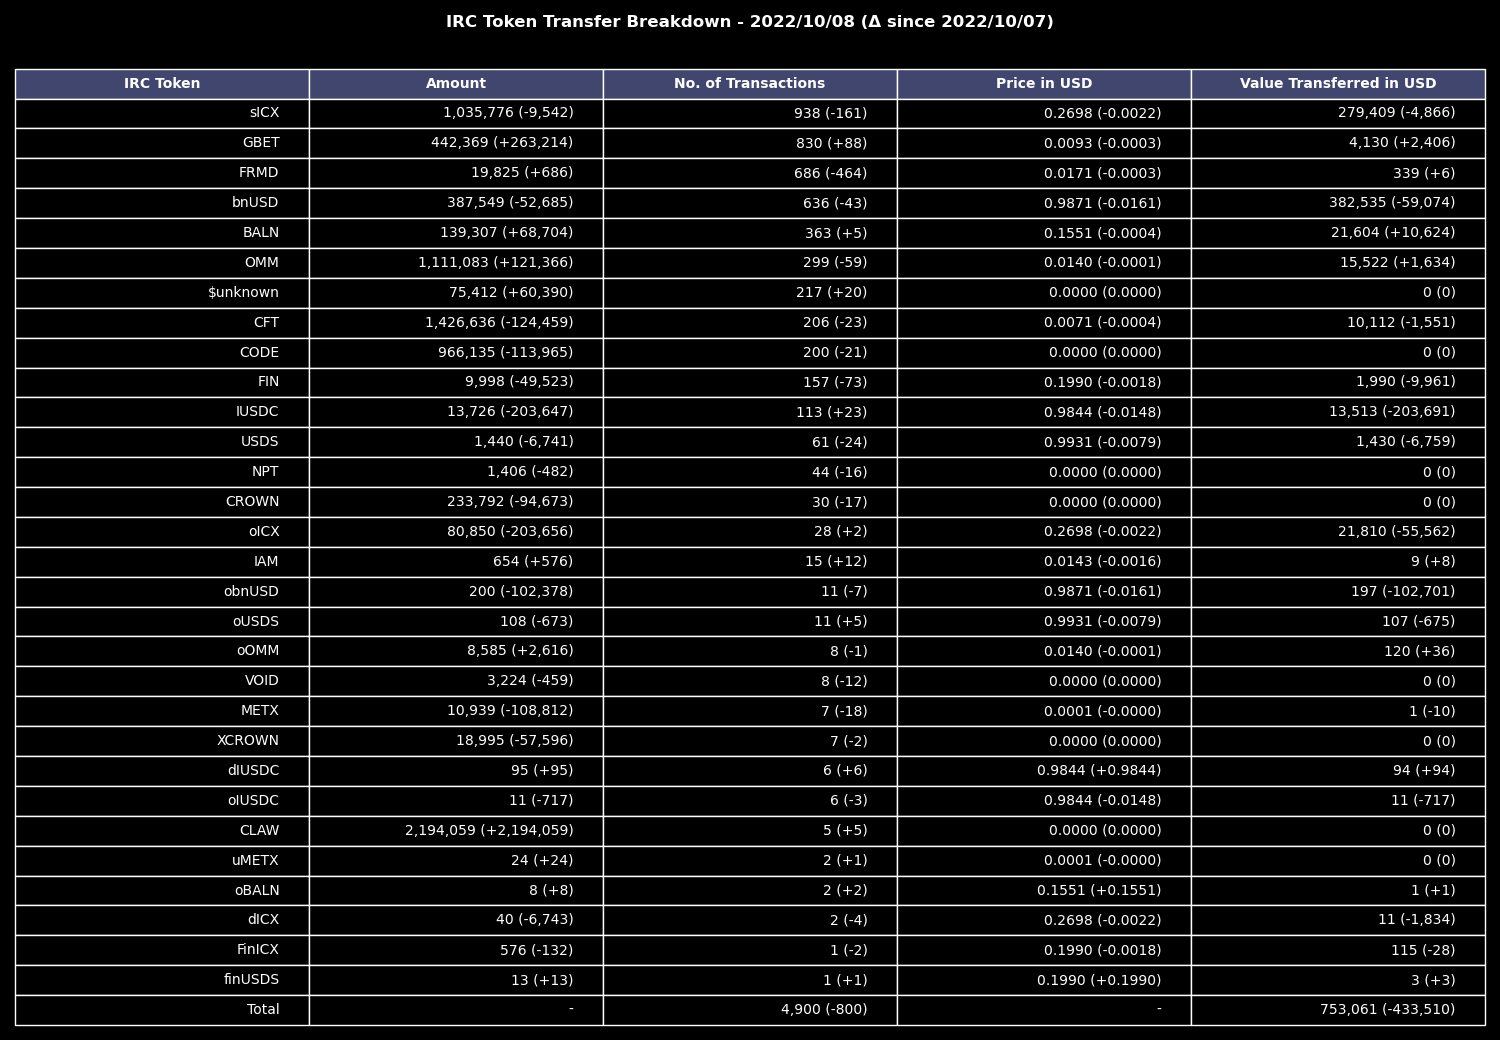 IRC Token Transfer Breakdown - 2022/10/08 (Δ since 2022/10/07)
IRC Token Amount No. of Transactions Price in USD Value Transferred in USD
sICX 1,035,776 (-9,542) 938 (-161) 0.2698 (-0.0022) 279,409 (-4,866)
GBET 442,369 (+263,214) 830 (+88) 0.0093 (-0.0003) 4,130 (+2,406)
FRMD 19,825 (+686) 686 (-464) 0.0171 (-0.0003) 339 (+6)
bnUSD 387,549 (-52,685) 636 (-43) 0.9871 (-0.0161) 382,535 (-59,074)
BALN 139,307 (+68,704) 363 (+5) 0.1551 (-0.0004) 21,604 (+10,624)
OMM 1,111,083 (+121,366) 299 (-59) 0.0140 (-0.0001) 15,522 (+1,634)
$unknown 75,412 (+60,390) 217 (+20) 0.0000 (0.0000) 0 (0)
CFT 1,426,636 (-124,459) 206 (-23) 0.0071 (-0.0004) 10,112 (-1,551)
CODE 966,135 (-113,965) 200 (-21) 0.0000 (0.0000) 0 (0)
FIN 9,998 (-49,523) 157 (-73) 0.1990 (-0.0018) 1,990 (-9,961)
IUSDC 13,726 (-203,647) 113 (+23) 0.9844 (-0.0148) 13,513 (-203,691)
USDS 1,440 (-6,741) 61 (-24) 0.9931 (-0.0079) 1,430 (-6,759)
NPT 1,406 (-482) 44 (-16) 0.0000 (0.0000) 0 (0)
CROWN 233,792 (-94,673) 30 (-17) 0.0000 (0.0000) 0 (0)
oICX 80,850 (-203,656) 28 (+2) 0.2698 (-0.0022) 21,810 (-55,562)
IAM 654 (+576) 15 (+12) 0.0143 (-0.0016) 9 (+8)
obnUSD 200 (-102,378) 11 (-7) 0.9871 (-0.0161) 197 (-102,701)
oUSDS 108 (-673) 11 (+5) 0.9931 (-0.0079) 107 (-675)
oOMM 8,585 (+2,616) 8 (-1) 0.0140 (-0.0001) 120 (+36)
VOID 3,224 (-459) 8 (-12) 0.0000 (0.0000) 0 (0)
METX 10,939 (-108,812) 7 (-18) 0.0001 (-0.0000) 1 (-10)
XCROWN 18,995 (-57,596) 7 (-2) 0.0000 (0.0000) 0 (0)
dIUSDC 95 (+95) 6 (+6) 0.9844 (+0.9844) 94 (+94)
oIUSDC 11 (-717) 6 (-3) 0.9844 (-0.0148) 11 (-717)
CLAW 2,194,059 (+2,194,059) 5 (+5) 0.0000 (0.0000) 0 (0)
uMETX 24 (+24) 2 (+1) 0.0001 (-0.0000) 0 (0)
oBALN 8 (+8) 2 (+2) 0.1551 (+0.1551) 1 (+1)
dICX 40 (-6,743) 2 (-4) 0.2698 (-0.0022) 11 (-1,834)
FinICX 576 (-132) 1 (-2) 0.1990 (-0.0018) 115 (-28)
finUSDS 13 (+13) 1 (+1) 0.1990 (+0.1990) 3 (+3)
Total - 4,900 (-800) - 753,061 (-433,510)